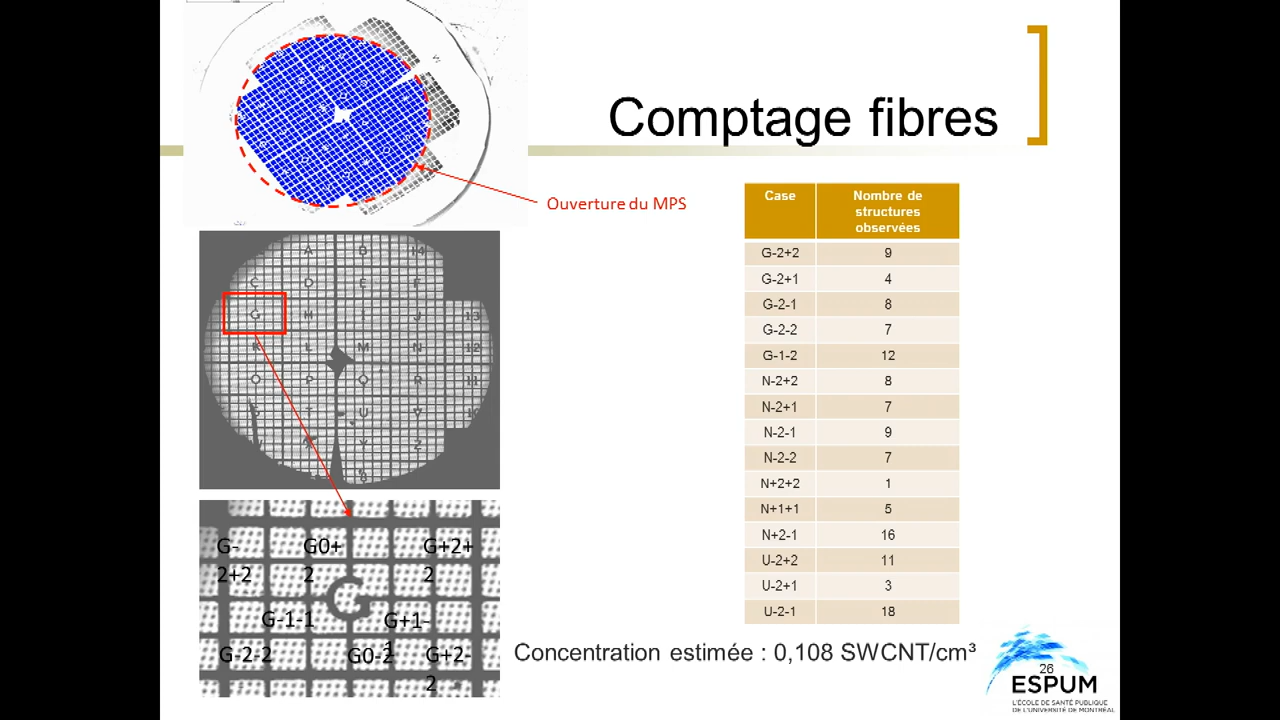 Comptage fibres
Ouverture du MPS
Case Nombre de
structures
observées
G-2+2 9
G-2+1 4
G-2-1 8
G-2-2 7
G-1-2 12
N-2+2 8
N-2+1 7
N-2-1 9
N-2-2 7
N+2+2 1
N+1+1 5
N+2-1 16
U-2+2 11
U-2+1 3
U-2-1 18
A B
C D E F
G H I J 13
K L M N 12
O P Q R 11
T U V
X Y Z
G-
2+2
G0+
2
G+2+
2
G
G-1-1
G+1-
1
G-2-2
G0-2
G+2-
2
Concentration estimée : 0,108 SWCNT/cm³
26
ESPUM
L'ÉCOLE DE SANTÉ PUBLIQUE
DE L'UNIVERSITÉ DE MONTRÉAL